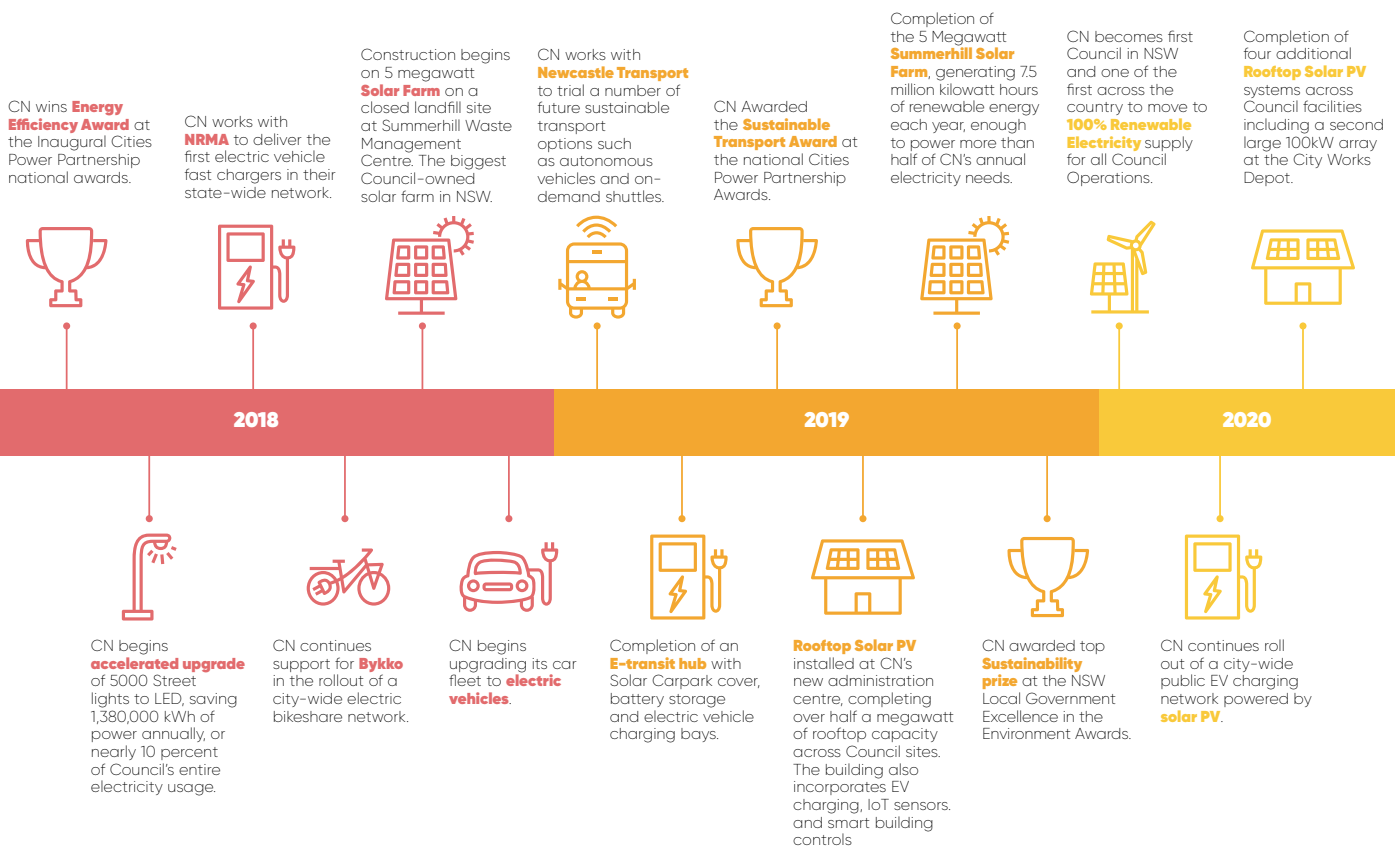 CN wins Energy
Efficiency Award at
the Inaugural Cities
Power Partnership
national awards.
CN works with
NRMA to deliver the
first electric vehicle
fast chargers in their
state-wide network.
Construction begins
on 5 megawatt
Solar Farm on a
closed landfill site
at Summerhill Waste
Management
Centre. The biggest
Council-owned
solar farm in NSW.
CN works with
Newcastle Transport
to trial a number of
future sustainable
transport
options such
as autonomous
vehicles and on-
demand shuttles.
CN Awarded
the Sustainable
Transport Award at
the national Cities
Power Partnership
Awards.
Completion of
the 5 Megawatt
Summerhill Solar
Farm, generating 7.5
million kilowatt hours
of renewable energy
each year, enough
to power more than
half of CN's annual
electricity needs.
CN becomes first
Council in NSW
and one of the
first across the
country to move to
100% Renewable
Electricity supply
for all Council
Operations.
Completion of
four additional
Rooftop Solar PV
systems across
Council facilities
including a second
large 100kW array
at the City Works
Depot.
2018
2019
2020
CN begins
accelerated upgrade
of 5000 Street
lights to LED, saving
1,380,000 kWh of
power annually, or
nearly 10 percent
of Council's entire
electricity usage.
CN continues
support for Bykko
in the rollout of a
city-wide electric
bikeshare network.
CN begins
upgrading its car
fleet to electric
vehicles.
Completion of an
E-transit hub with
Solar Carpark cover,
battery storage
and electric vehicle
charging bays.
Rooftop Solar PV
installed at CN's
new administration
centre, completing
over half a megawatt
of rooftop capacity
across Council sites.
The building also
incorporates EV
charging, IoT sensors.
and smart building
controls
CN awarded top
Sustainability
prize at the NSW
Local Government
Excellence in the
Environment Awards.
CN continues roll
out of a city-wide
public EV charging
network powered by
solar PV.